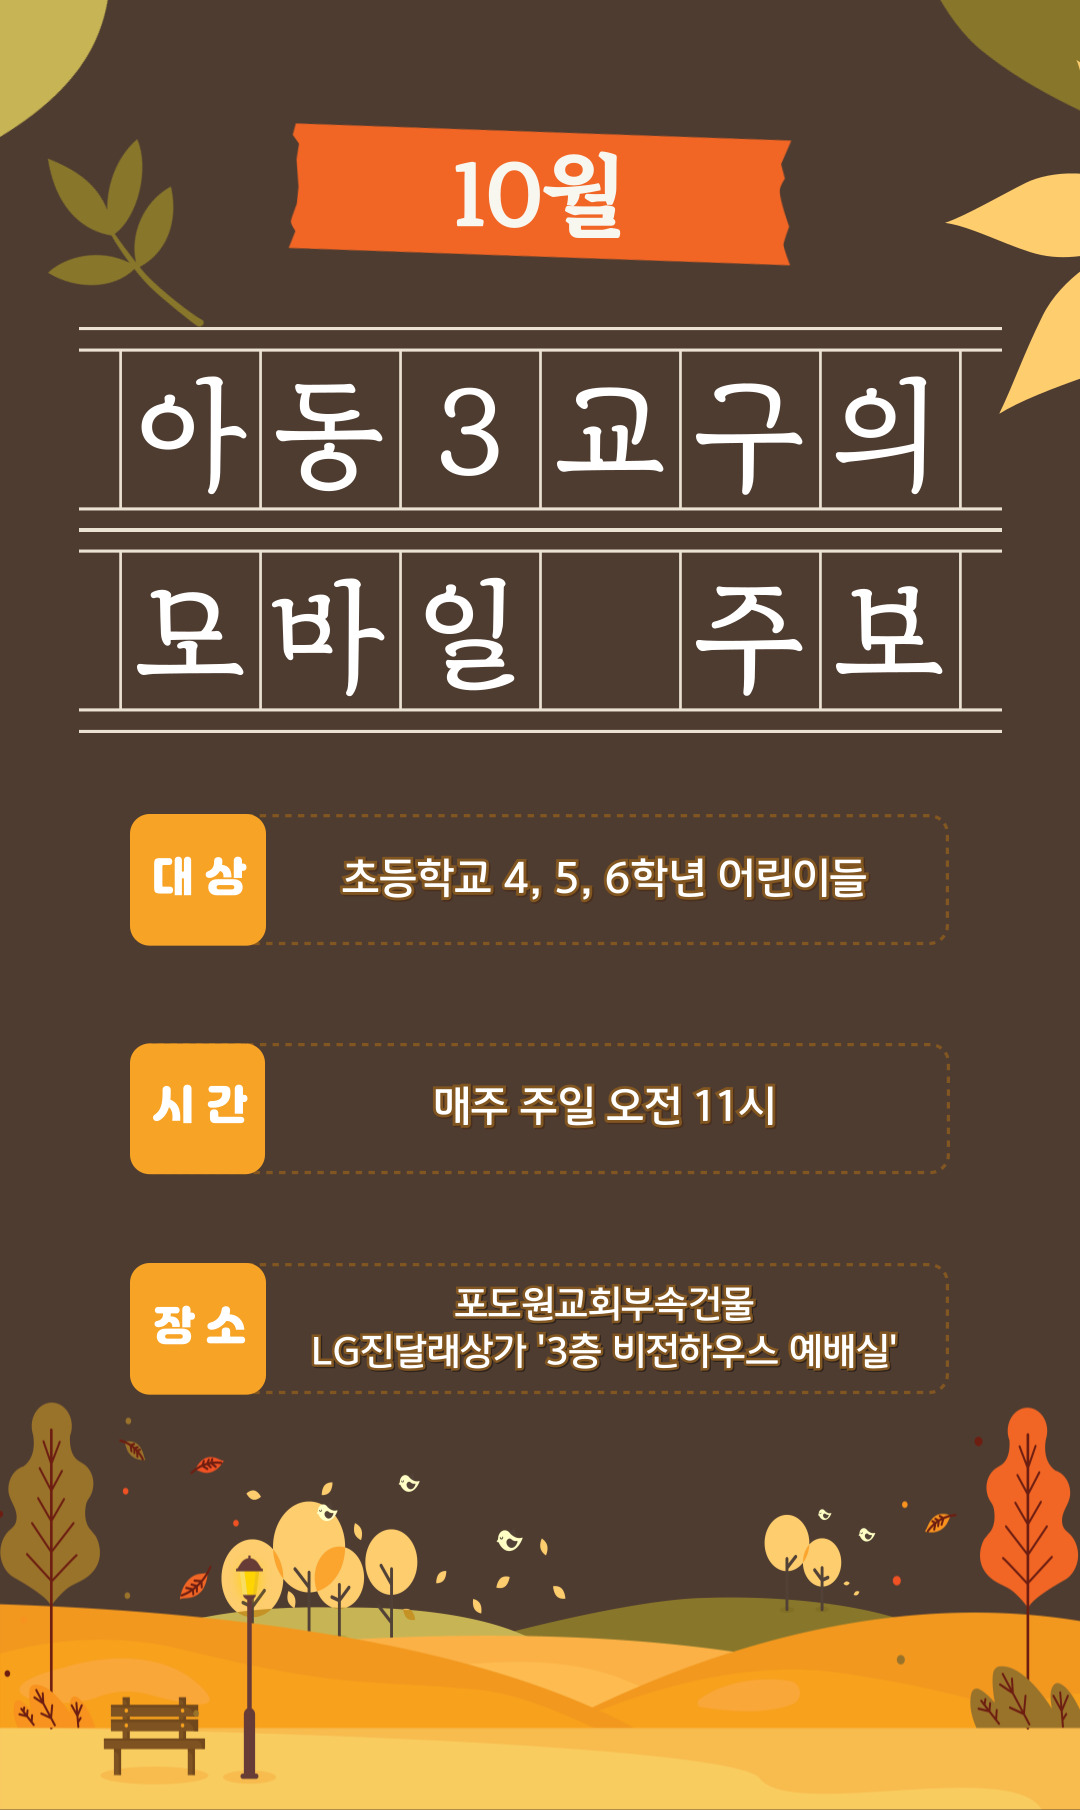 10월
아동3교구의
모바일 주보
대상
초등학교 4, 5, 6학년 어린이들
시간
매주 주일 오전 11시
장소
포도원교회부속건물
LG진달래상가 '3층 비전하우스 예배실'